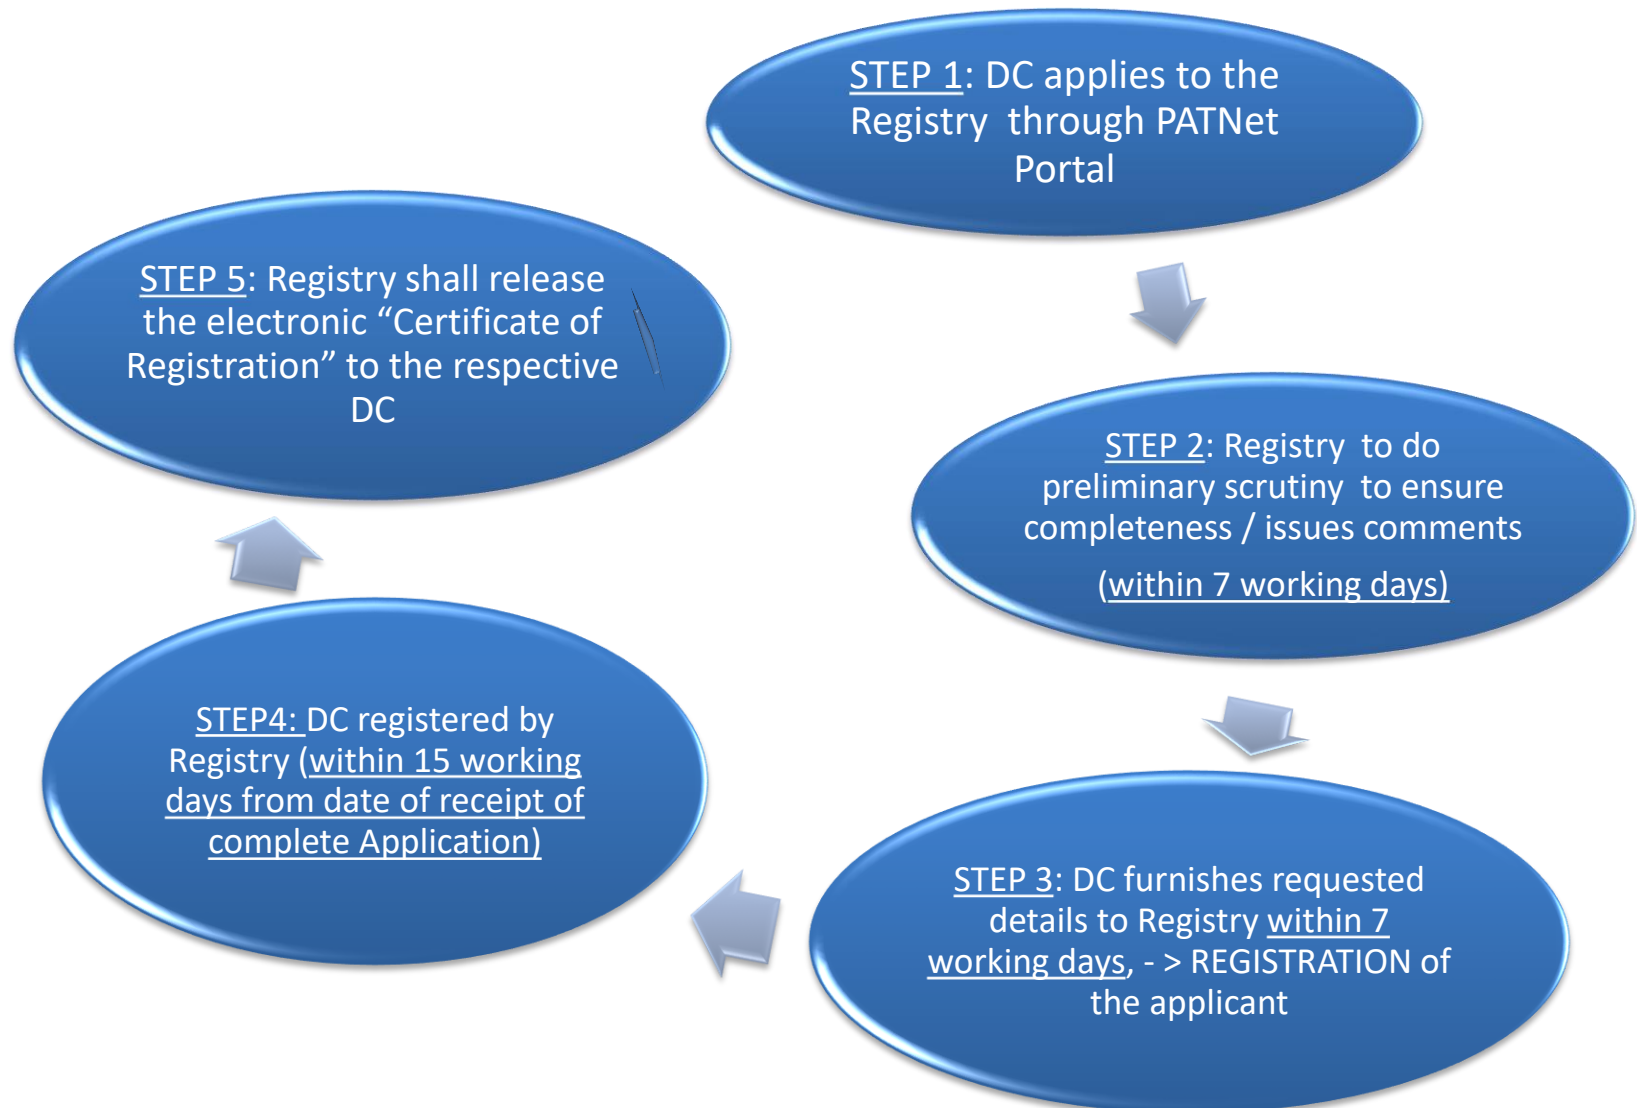 STEP 1: DC applies to the
Registry through PATNet
Portal
STEP 2: Registry to do
preliminary scrutiny to ensure
completeness / issues comments
(within 7 working days)
STEP 3: DC furnishes requested
details to Registry within 7
working days, - > REGISTRATION of
the applicant
STEP4: DC registered by
Registry (within 15 working
days from date of receipt of
complete Application)
STEP 5: Registry shall release
the electronic “Certificate of
Registration” to the respective
DC